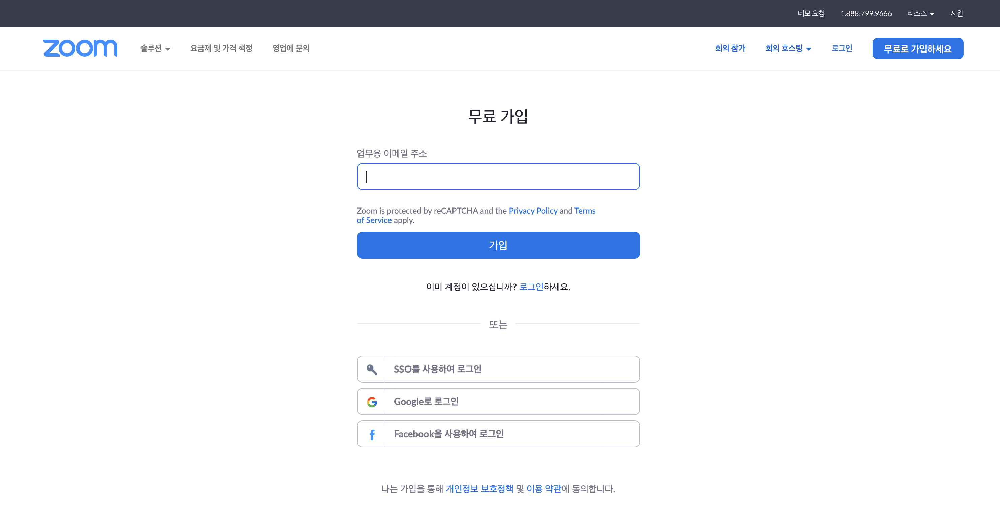 데모 요청 1.888.799.9666 리소스 지원
zoom 솔루션 요금제 및 가격 책정 영업에 문의 회의 참가 회의 호스팅 로그인 무료로 가입하세요
무료 가입
업무용 이메일 주소
Zoom is protected by reCAPTCHA and the Privacy Policy and Terms
of Service apply.
가입
이미 계정이 있으십니까? 로그인하세요.
또는
SSO를 사용하여 로그인
Google로 로그인
Facebook을 사용하여 로그인
나는 가입을 통해 개인정보 보호정책 및 이용 약관에 동의합니다.